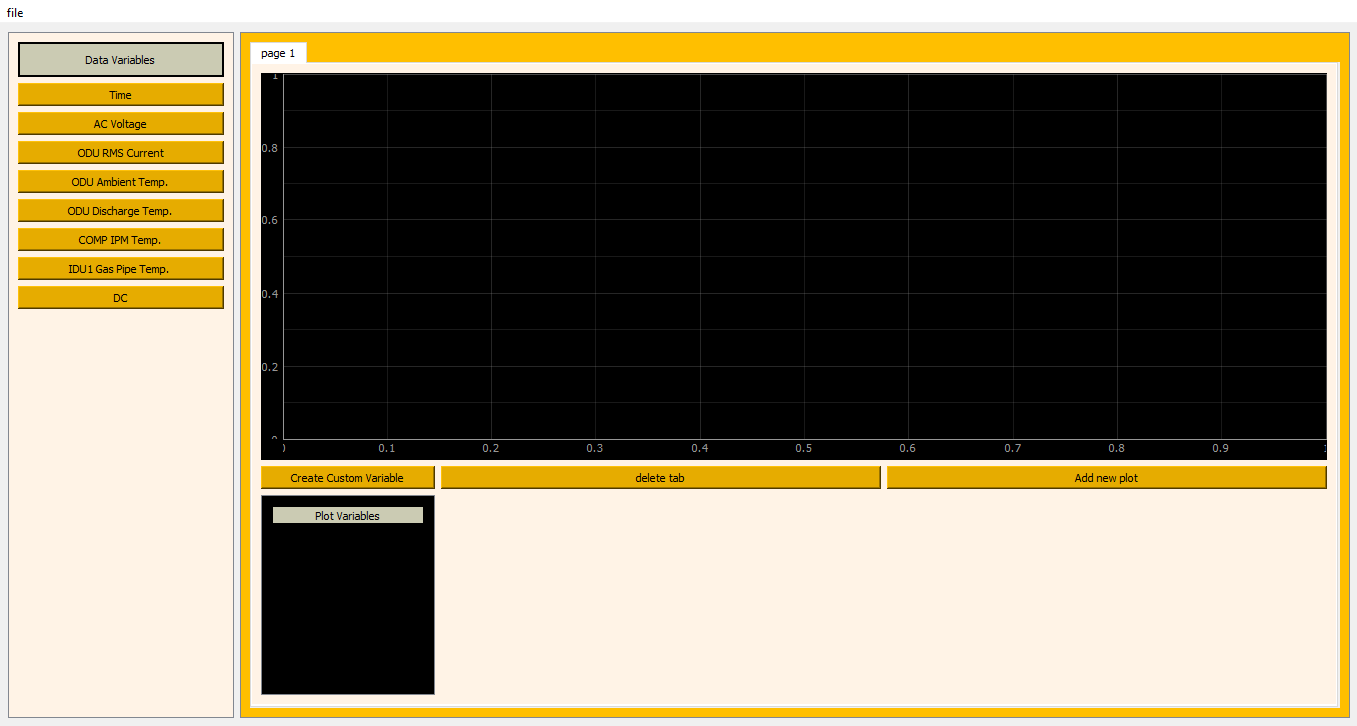 file
Data Variables
Time
AC Voltage
ODU RMS Current
ODU Ambient Temp.
ODU Discharge Temp.
COMP IPM Temp.
IDU1 Gas Pipe Temp.
DC
page 1
1
0.8
0.6
0.4
0.2
0
0 0.1 0.2 0.3 0.4 0.5 0.6 0.7 0.8 0.9 1
Create Custom Variable delete tab Add new plot
Plot Variables